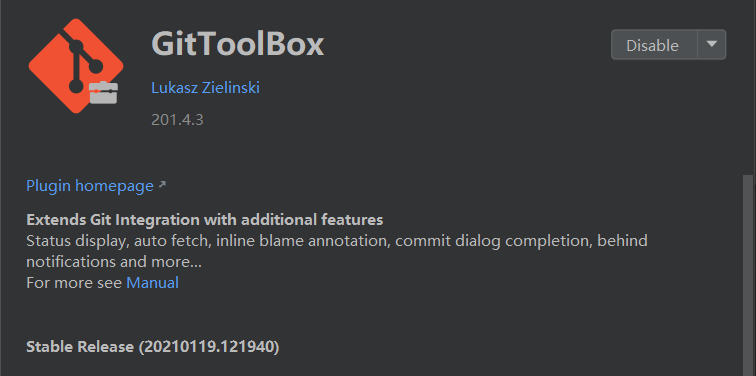 GitToolBox
Disable
Lukasz Zielinski
201.4.3
Plugin homepage
Extends Git Integration with additional features
Status display, auto fetch, inline blame annotation, commit dialog completion, behind
notifications and more...
For more see Manual
Stable Release (20210119.121940)